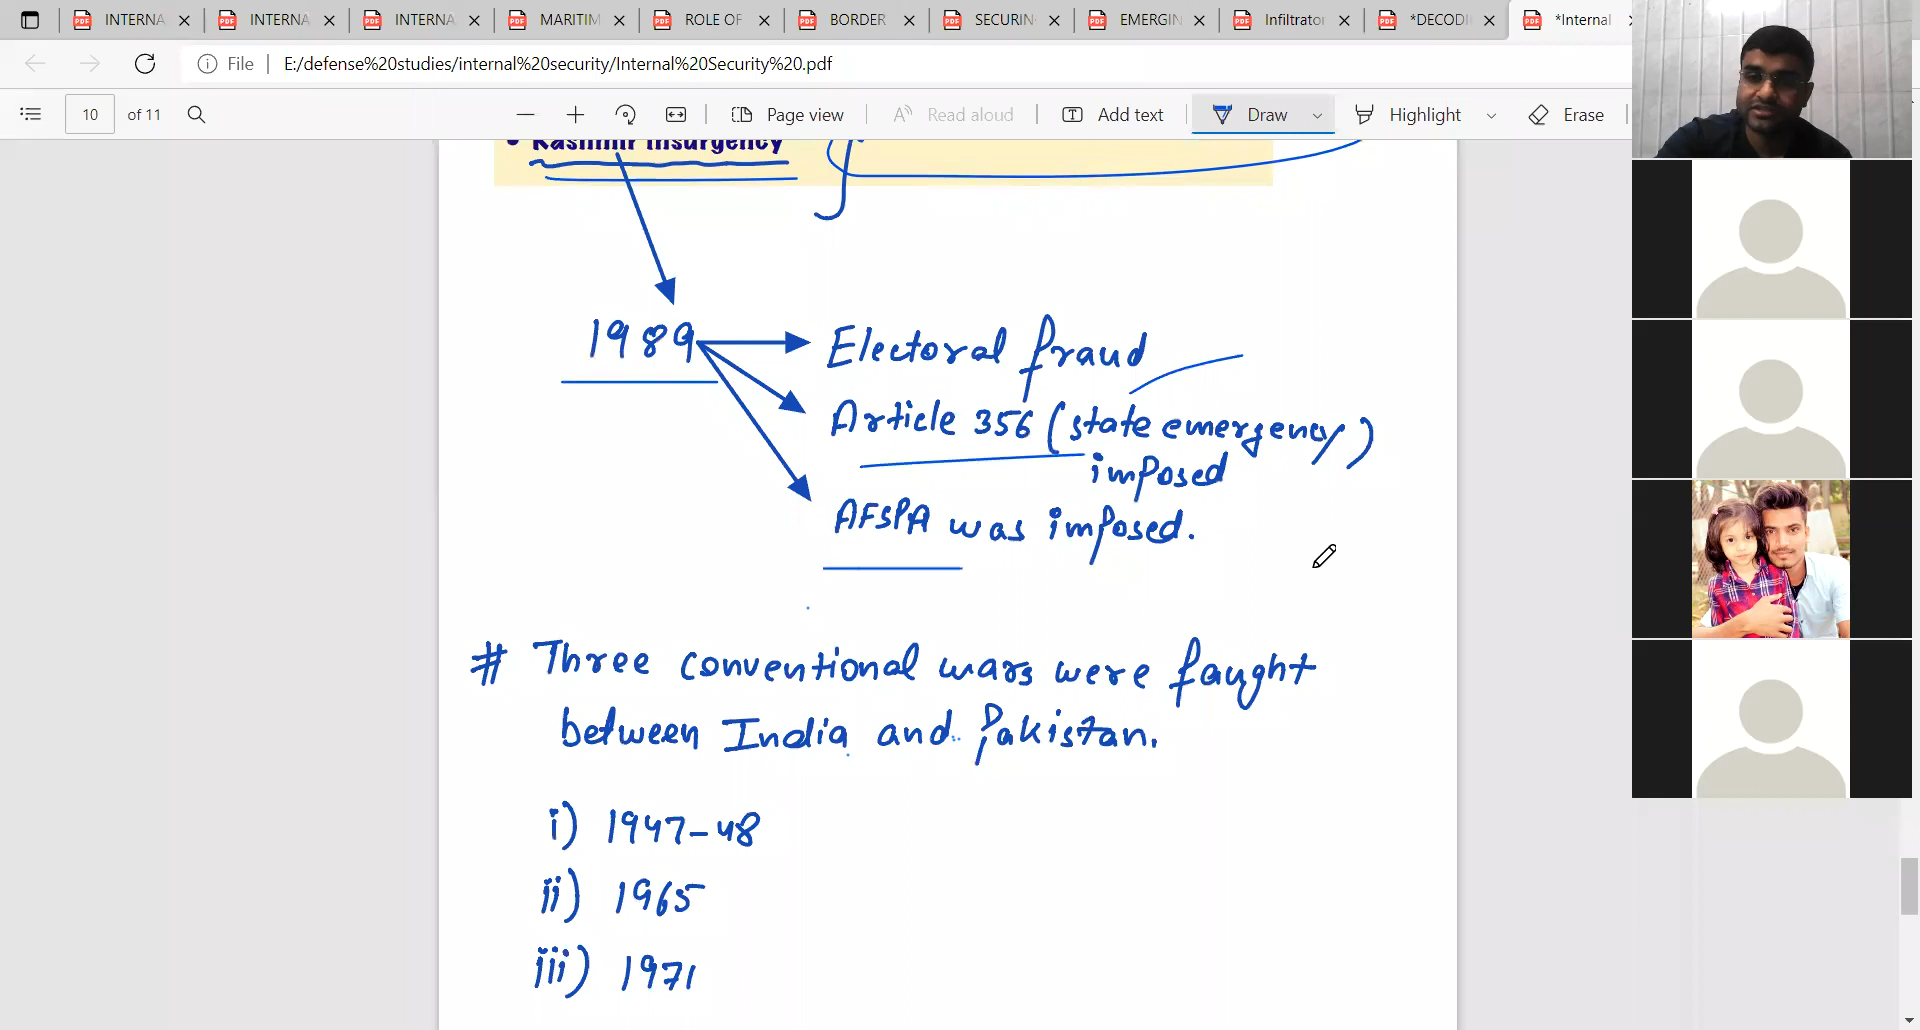 INTERNA
INTERNA
INTERNA
MARITIM
ROLE OF
BORDER
SECURIN
EMERGIN
Infiltrato
*DECODI
*Internal
File
E:/defense%20studies/internal%20security/Internal%20Security%20.pdf
10
of 11
Page view
Read aloud
Add text
Draw
Highlight
Erase
• Kashmir Insurgency
1989
Electoral fraud
Article 356 (state emergency)
imposed
AFSPA was imposed.
# Three conventional wars were faught
between India and Pakistan.
i) 1947-48
ii) 1965
iii) 1971